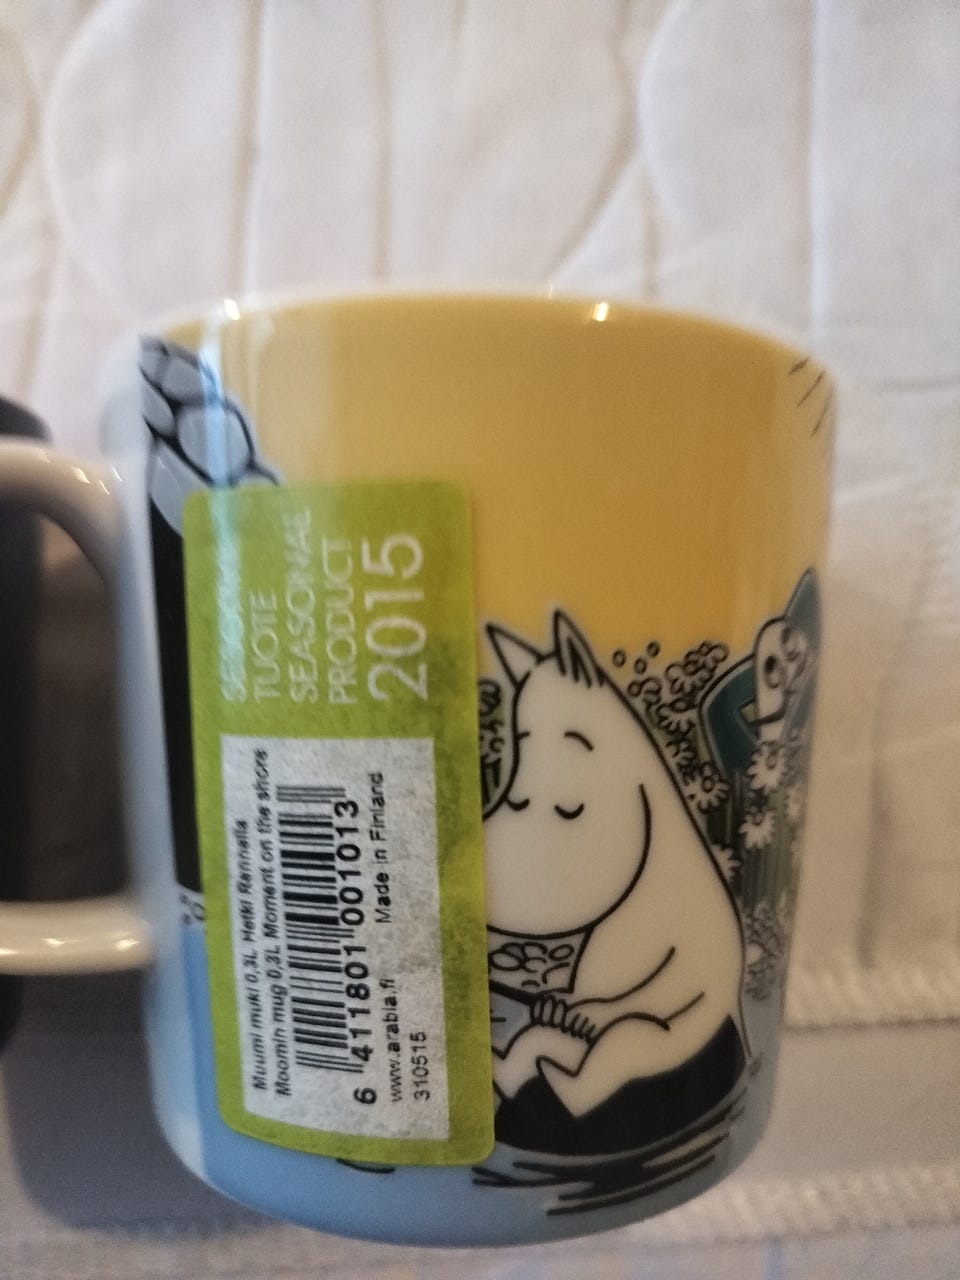 TUOTE
SEASONAL
PRODUCT
2015
Muumi muki 0,3L Hetki Rannalla
Moomin mug 0,3L Moment on the shore
6 411801 001013
Made in Finland
www.arabia.fi
310515